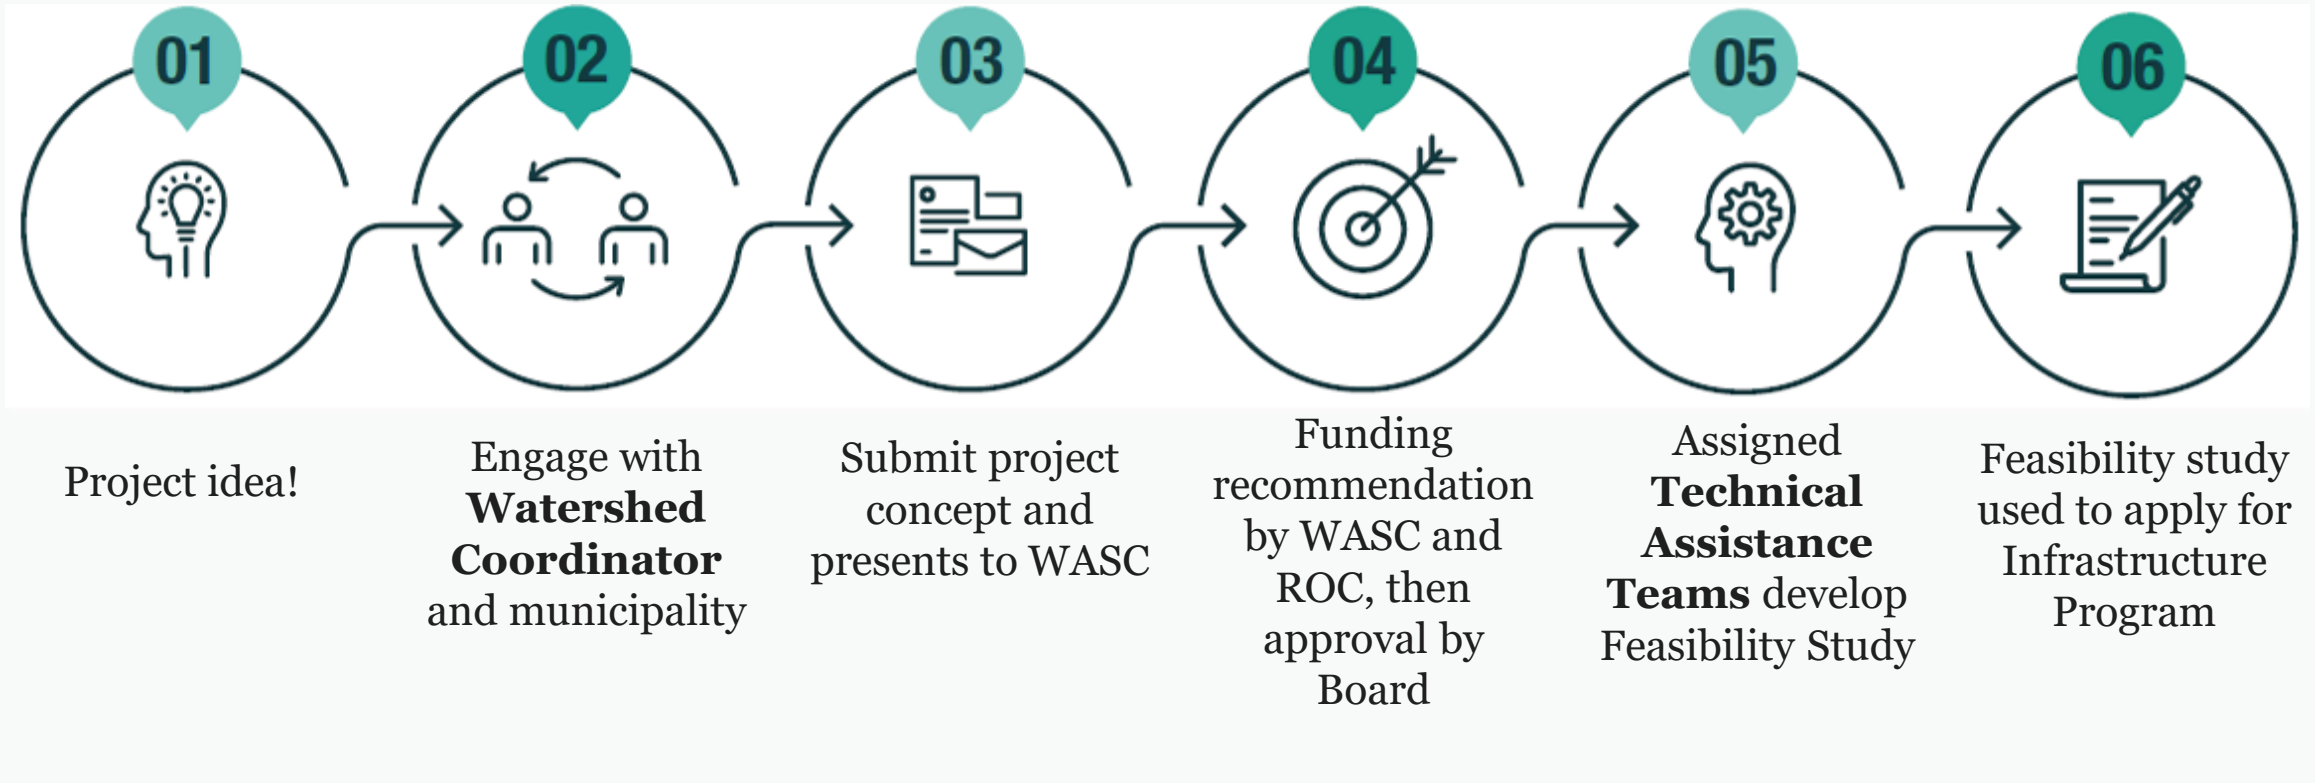 01
Project idea!
02
Engage with
Watershed
Coordinator
and municipality
03
Submit project
concept and
presents to WASC
04
Funding
recommendation
by WASC and
ROC, then
approval by
Board
05
Assigned
Technical
Assistance
Teams develop
Feasibility Study
06
Feasibility study
used to apply for
Infrastructure
Program